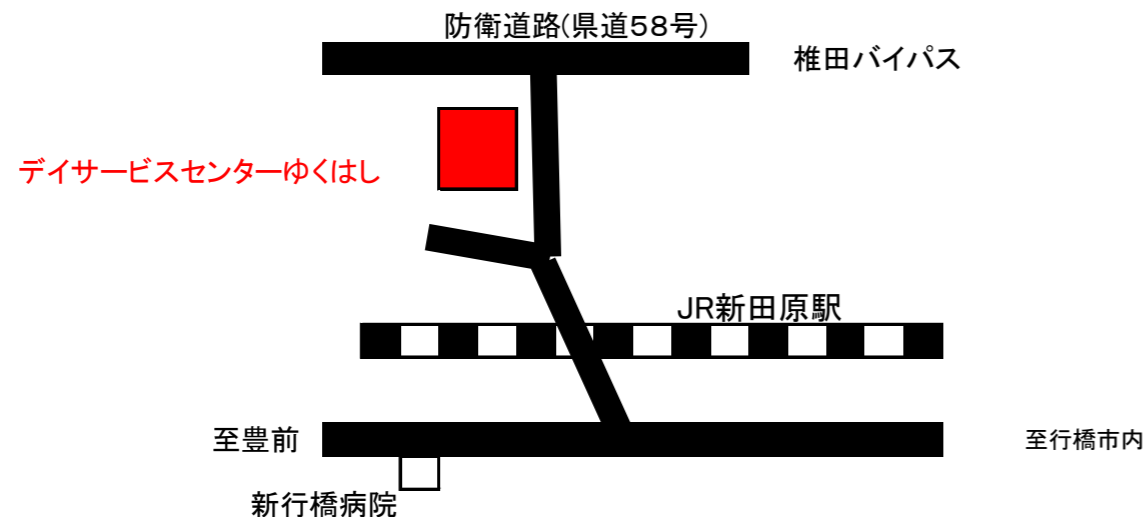 防衛道路(県道58号)
椎田バイパス
デイサービスセンターゆくはし
JR新田原駅
至豊前
至行橋市内
新行橋病院